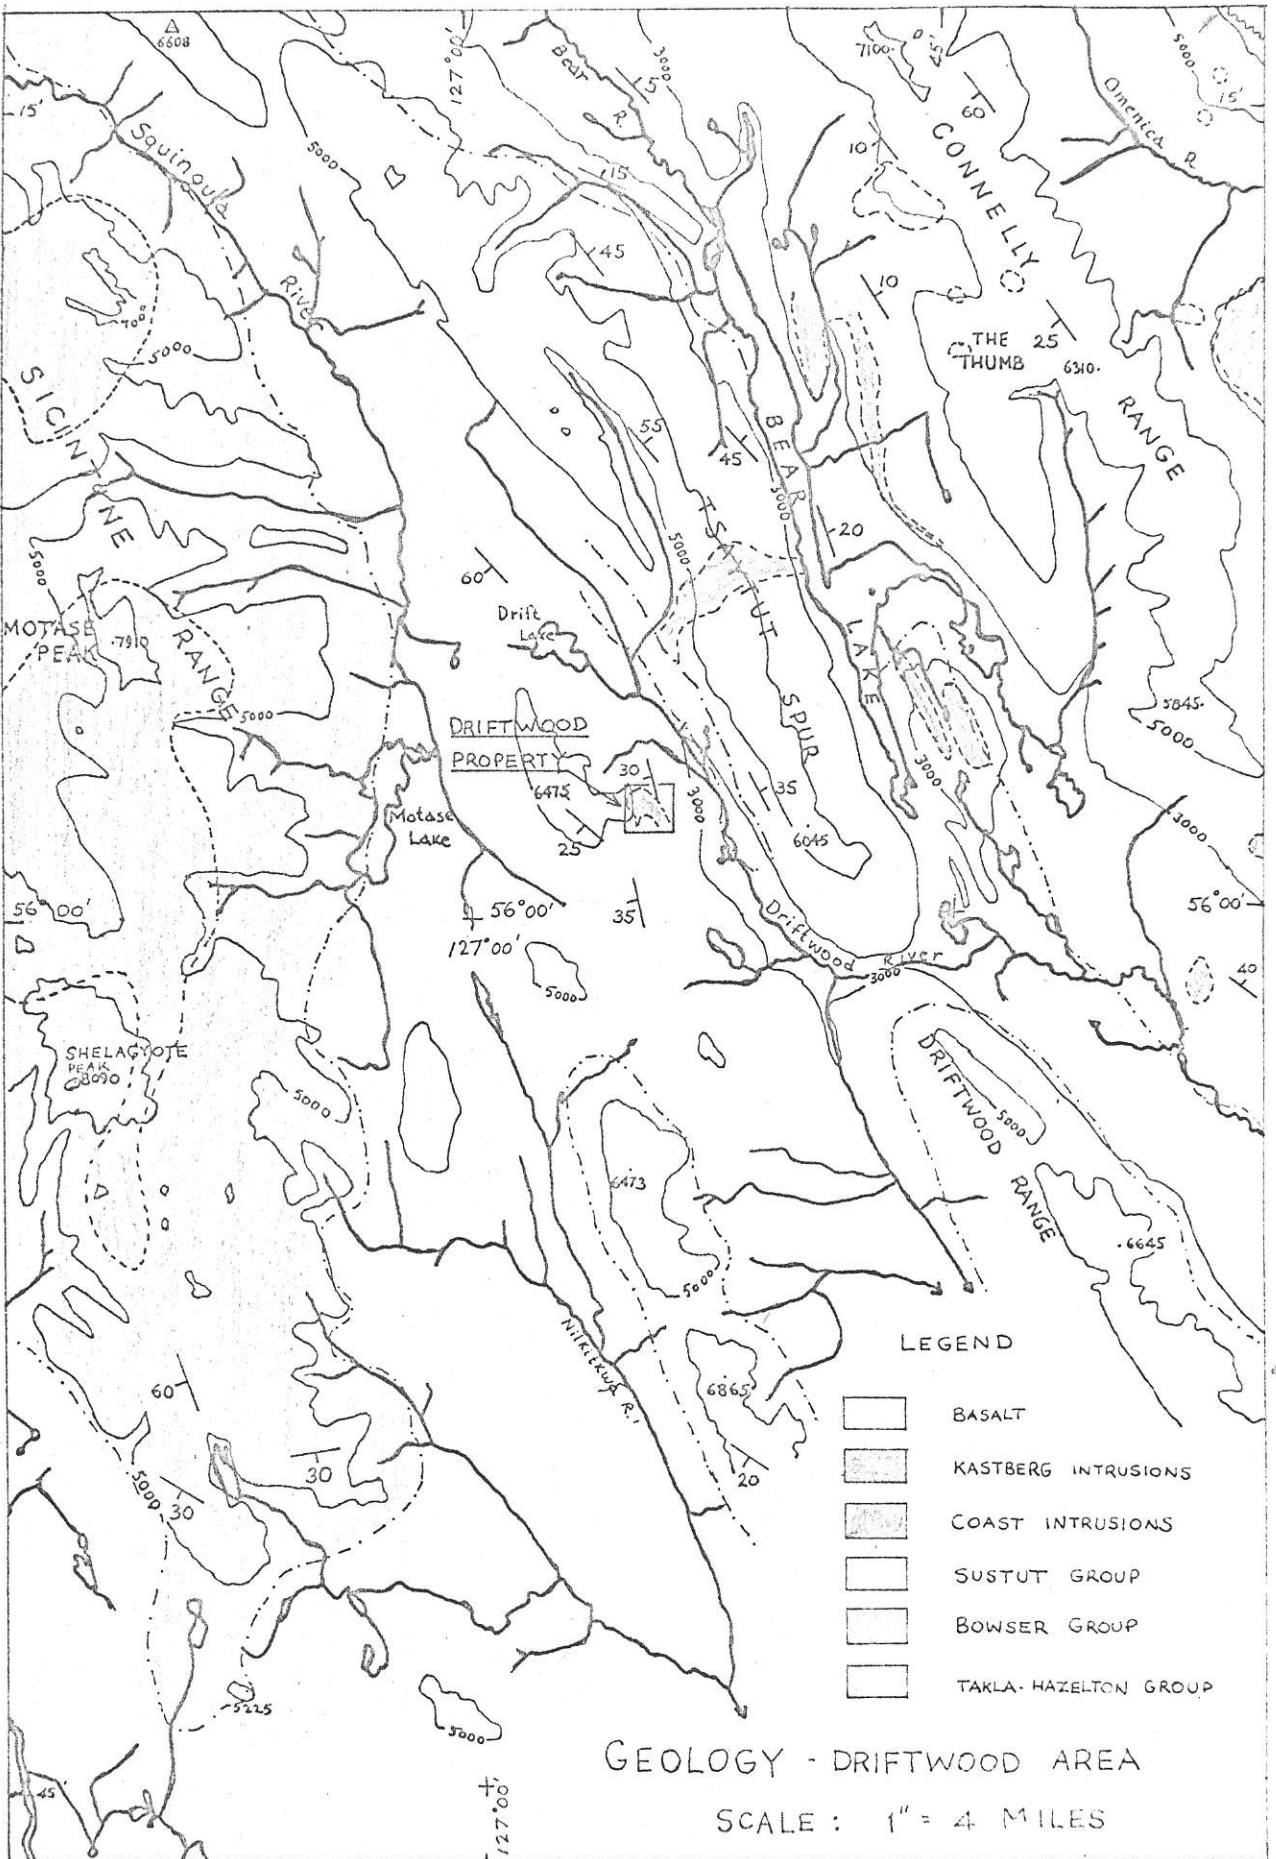 6608
127°00'
3000
Bear
R.
5
7100
45'
60
5000
15'
Omenica R
15'
Squingula
River
5000
15
10
CONNELLY
RANGE
45
10
7000
5000
THE
THUMB
25
6310
SICINTINE
RANGE
55
45
BEAR
LAKE
3000
20
TSAYTUT
SPUR
5000
5000
60
Drift
Lake
MOTASE
PEAK
7910
5000
5845
5000
DRIFTWOOD
PROPERTY
6475
30
25
3000
35
6045
3000
3000
Motase
Lake
56°00'
56°00'
127°00'
35
56°00'
Driftwood River
3000
5000
40
SHELAGYOTE
PEAK
8090
5000
DRIFTWOOD
RANGE
5000
6473
5000
6645
Nilkitkwa R.
6865
20
60
30
5000
30
5225
5000
45
127°00'
LEGEND
BASALT
KASTBERG INTRUSIONS
COAST INTRUSIONS
SUSTUT GROUP
BOWSER GROUP
TAKLA-HAZELTON GROUP
GEOLOGY - DRIFTWOOD AREA
SCALE : 1" = 4 MILES